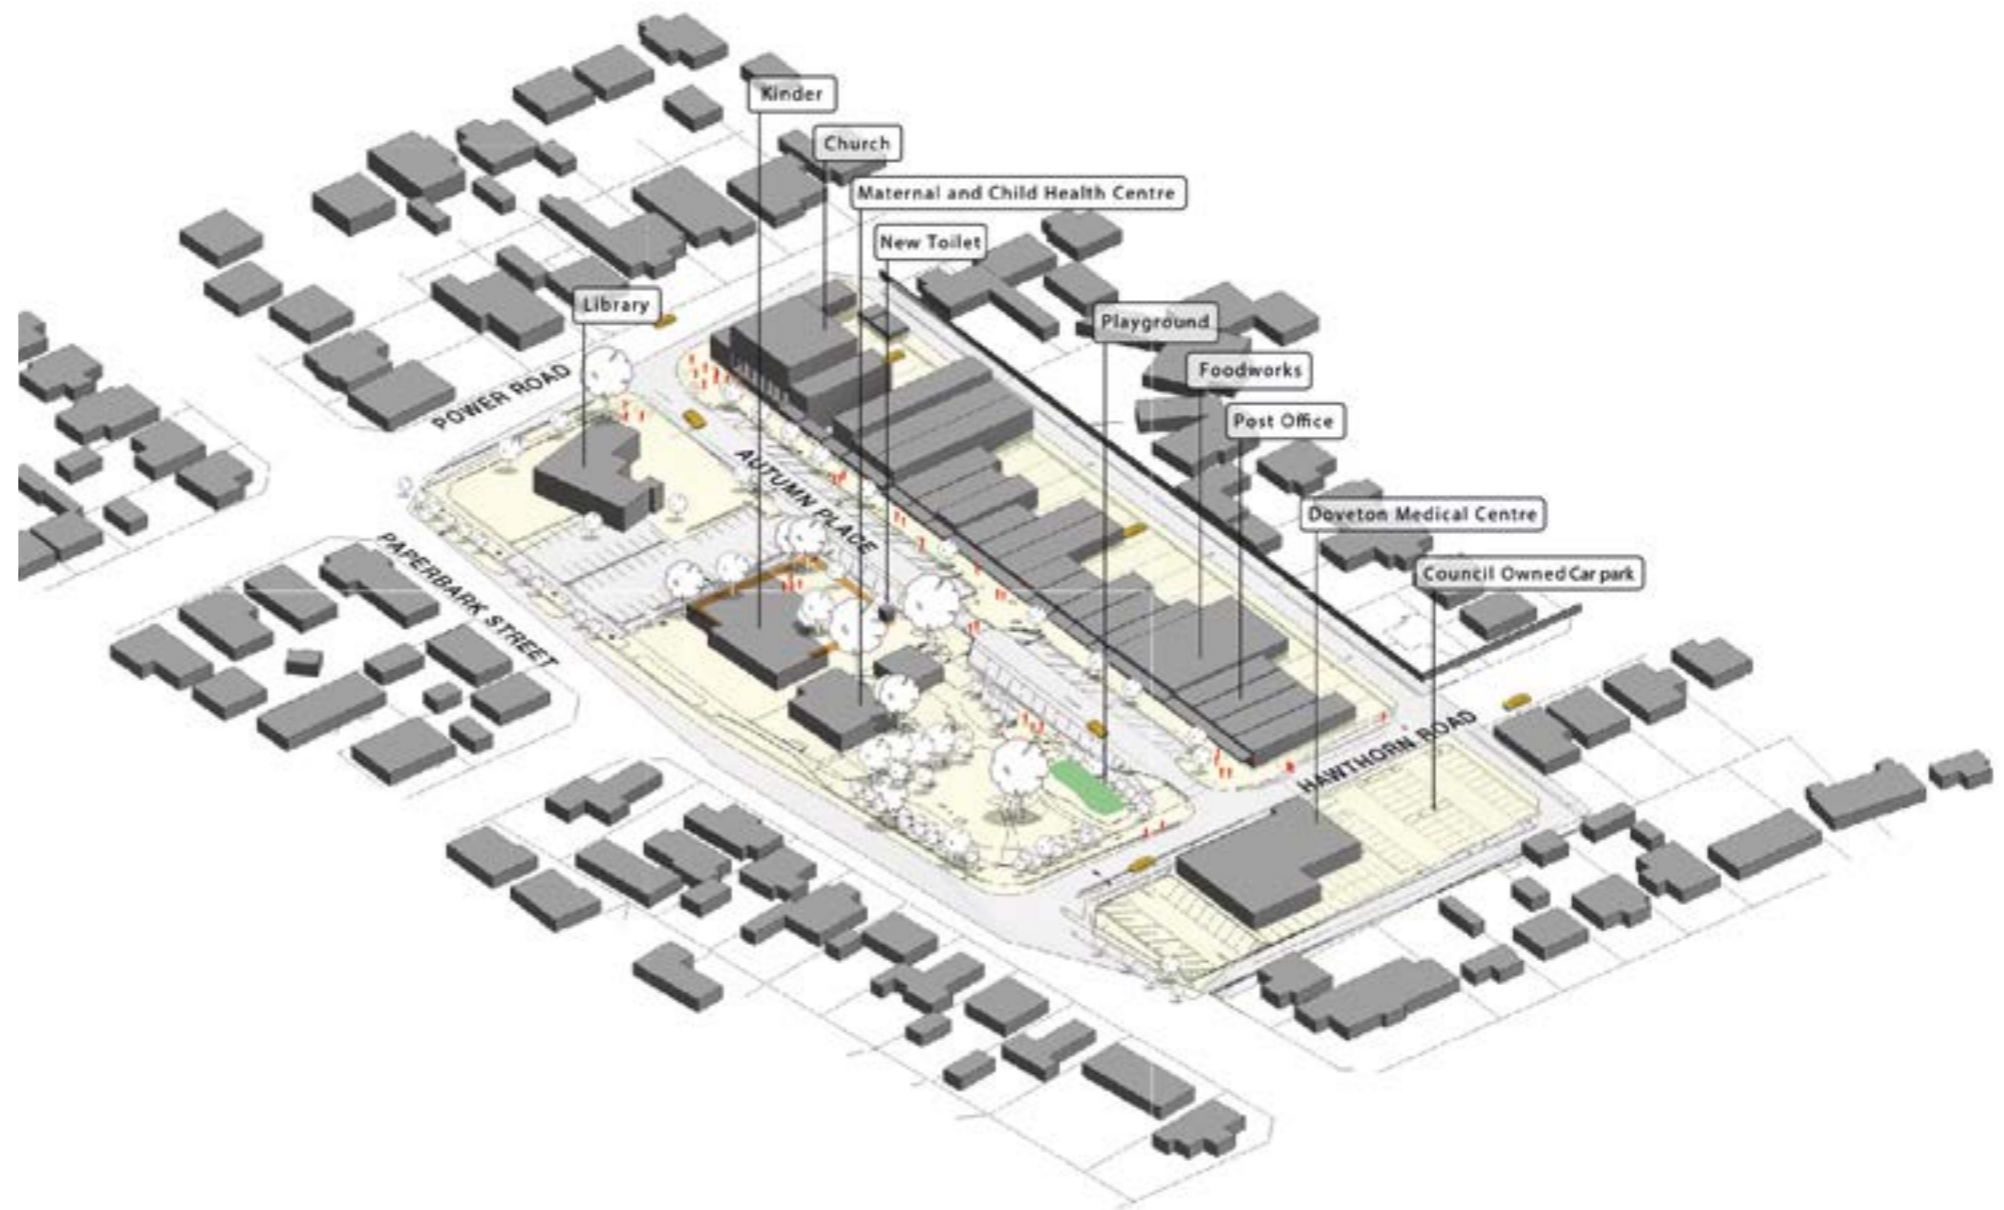 Kinder
Church
Maternal and Child Health Centre
New Toilet
Library
Playground
Foodworks
Post Office
Doveton Medical Centre
Council Owned Car park
POWER ROAD
AUTUMN PLACE
PAPERBARK STREET
HAWTHORN ROAD